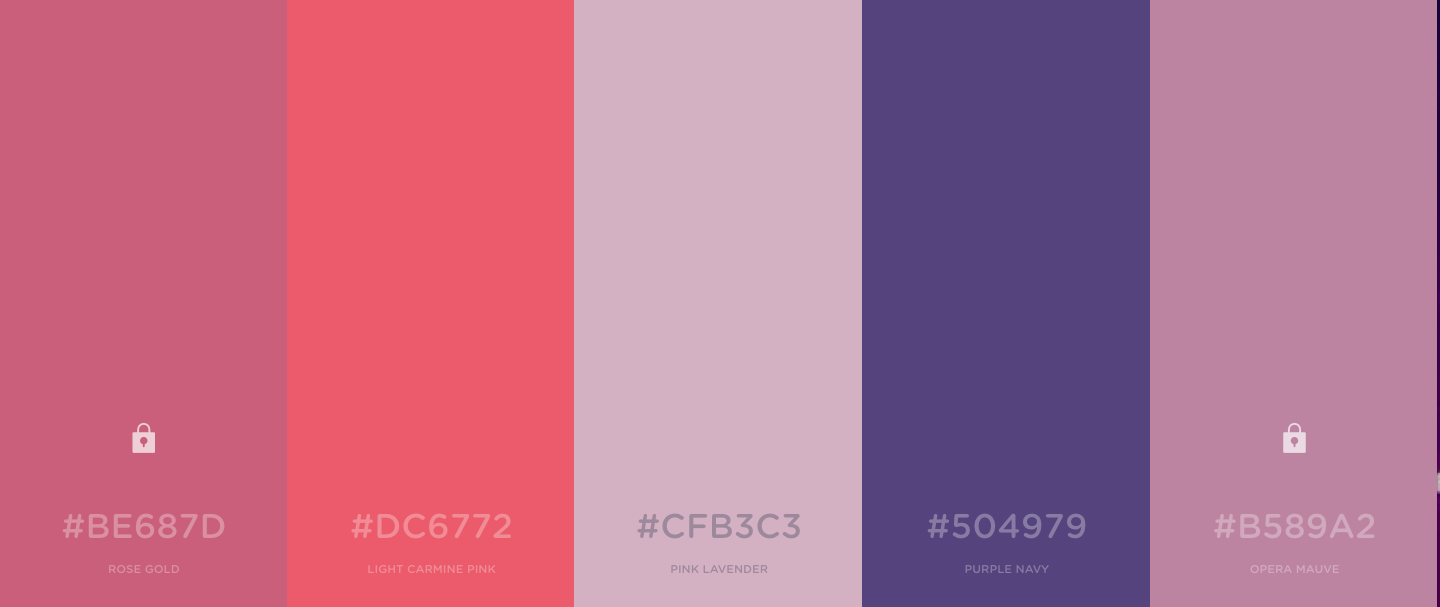 #BE687D
ROSE GOLD
#DC6772
LIGHT CARMINE PINK
#CFB3C3
PINK LAVENDER
#504979
PURPLE NAVY
#B589A2
OPERA MAUVE